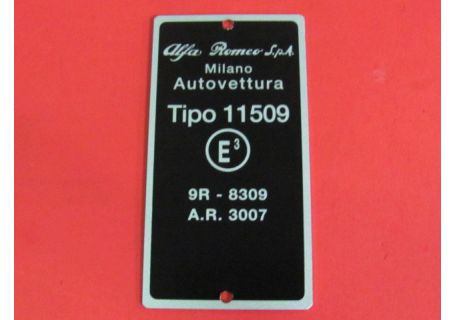 Alfa Romeo S.p.A.
Milano
Autovettura
Tipo 11509
E3
9R - 8309
A.R. 3007